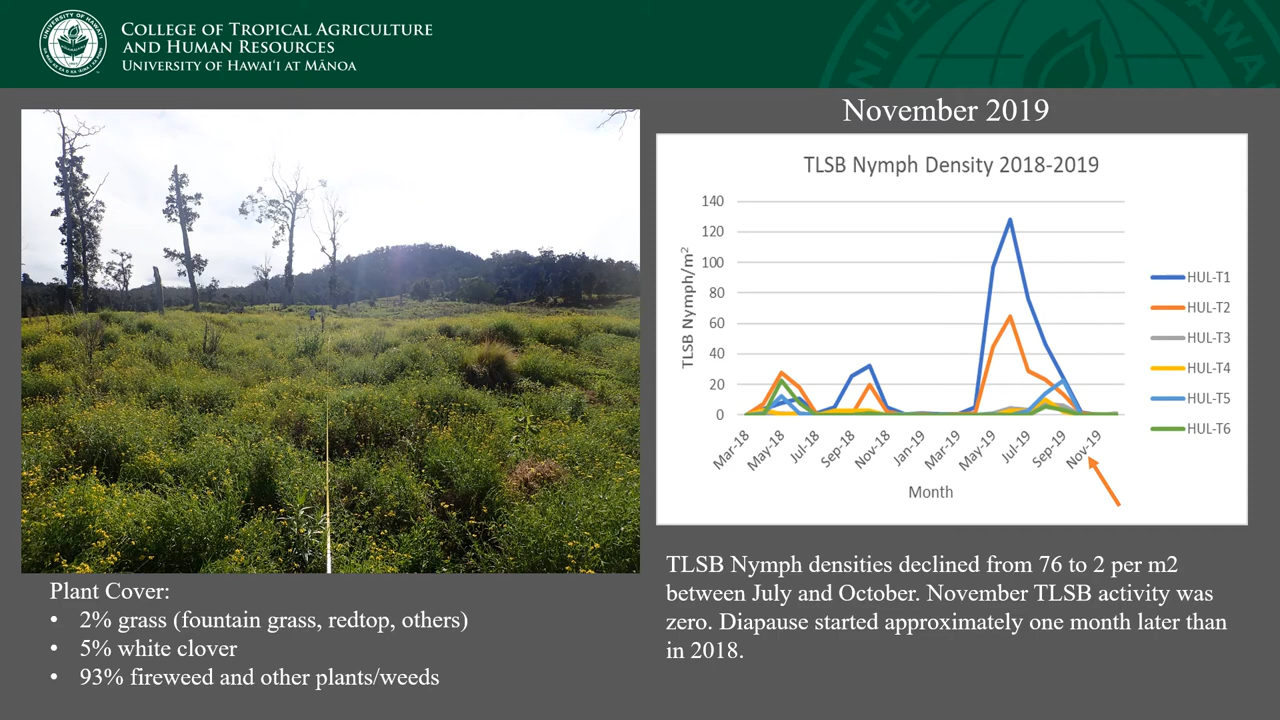 UNIVERSITY OF HAWAI‘I
COLLEGE OF TROPICAL AGRICULTURE
AND HUMAN RESOURCES
UNIVERSITY OF HAWAI‘I AT MĀNOA
November 2019
TLSB Nymph Density 2018-2019
TLSB Nymph/m²
140
120
100
80
60
40
20
0
Mar-18
May-18
Jul-18
Sep-18
Nov-18
Jan-19
Mar-19
May-19
Jul-19
Sep-19
Nov-19
Month
HUL-T1
HUL-T2
HUL-T3
HUL-T4
HUL-T5
HUL-T6
Plant Cover:
• 2% grass (fountain grass, redtop, others)
• 5% white clover
• 93% fireweed and other plants/weeds
TLSB Nymph densities declined from 76 to 2 per m2
between July and October. November TLSB activity was
zero. Diapause started approximately one month later than
in 2018.